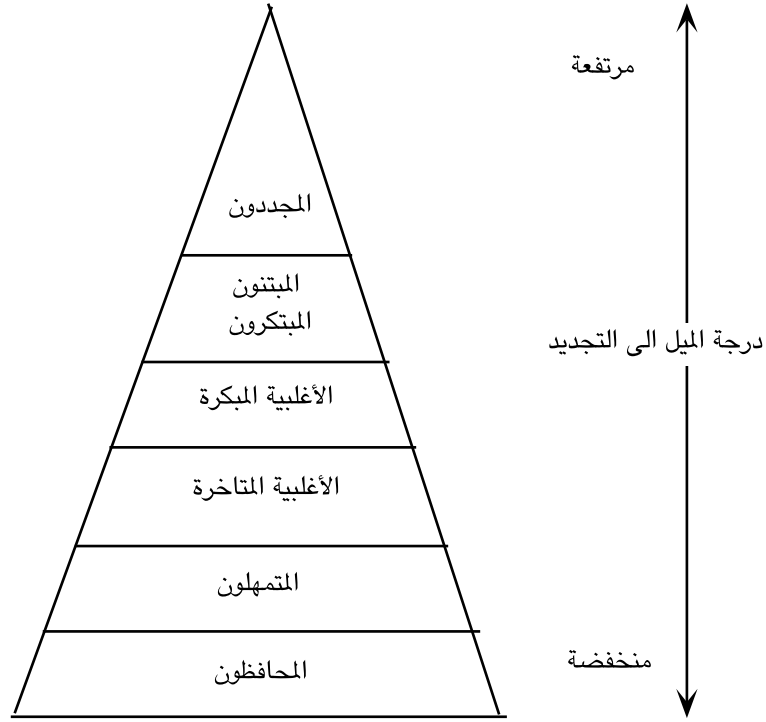 مرتفعة
المجددون
المبتنون
المبتكرون
درجة الميل الى التجديد
الأغلبية المبكرة
الأغلبية المتاخرة
المتمهلون
منخفضة
المحافظون